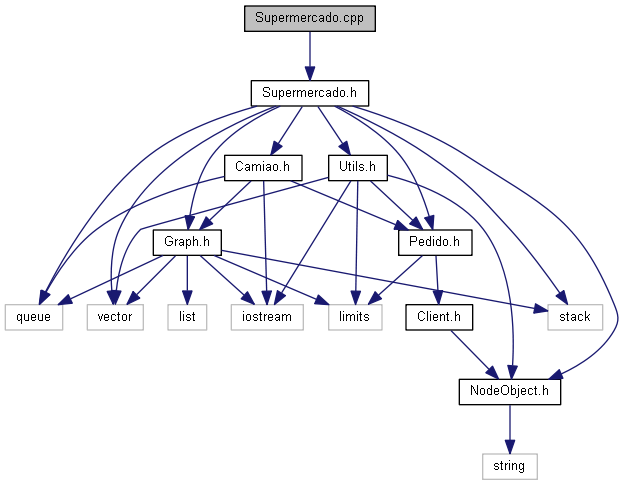 Supermercado.cpp
Supermercado.h
Camiao.h
Utils.h
Graph.h
Pedido.h
queue
vector
list
iostream
limits
Client.h
stack
NodeObject.h
string